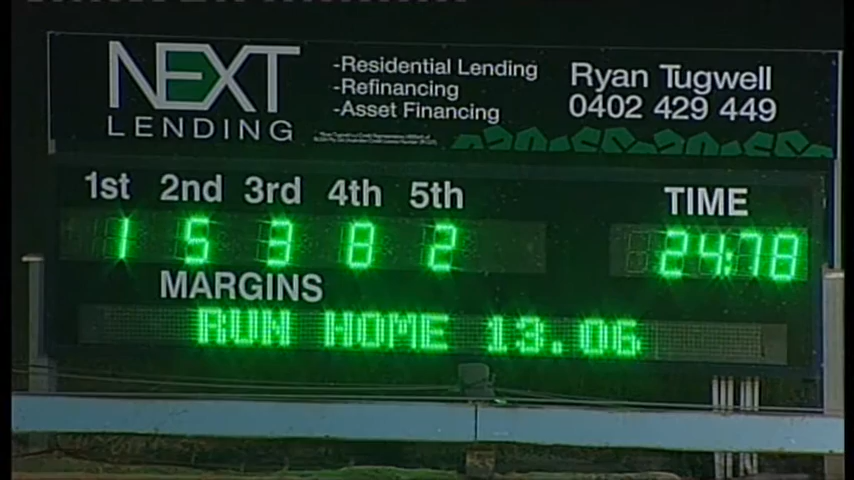 NEXT
LENDING
-Residential Lending
-Refinancing
-Asset Financing
Ryan Tugwell
0402 429 449
1st 2nd 3rd 4th 5th TIME
1 5 3 8 2 24:78
MARGINS
RUN HOME 13.06